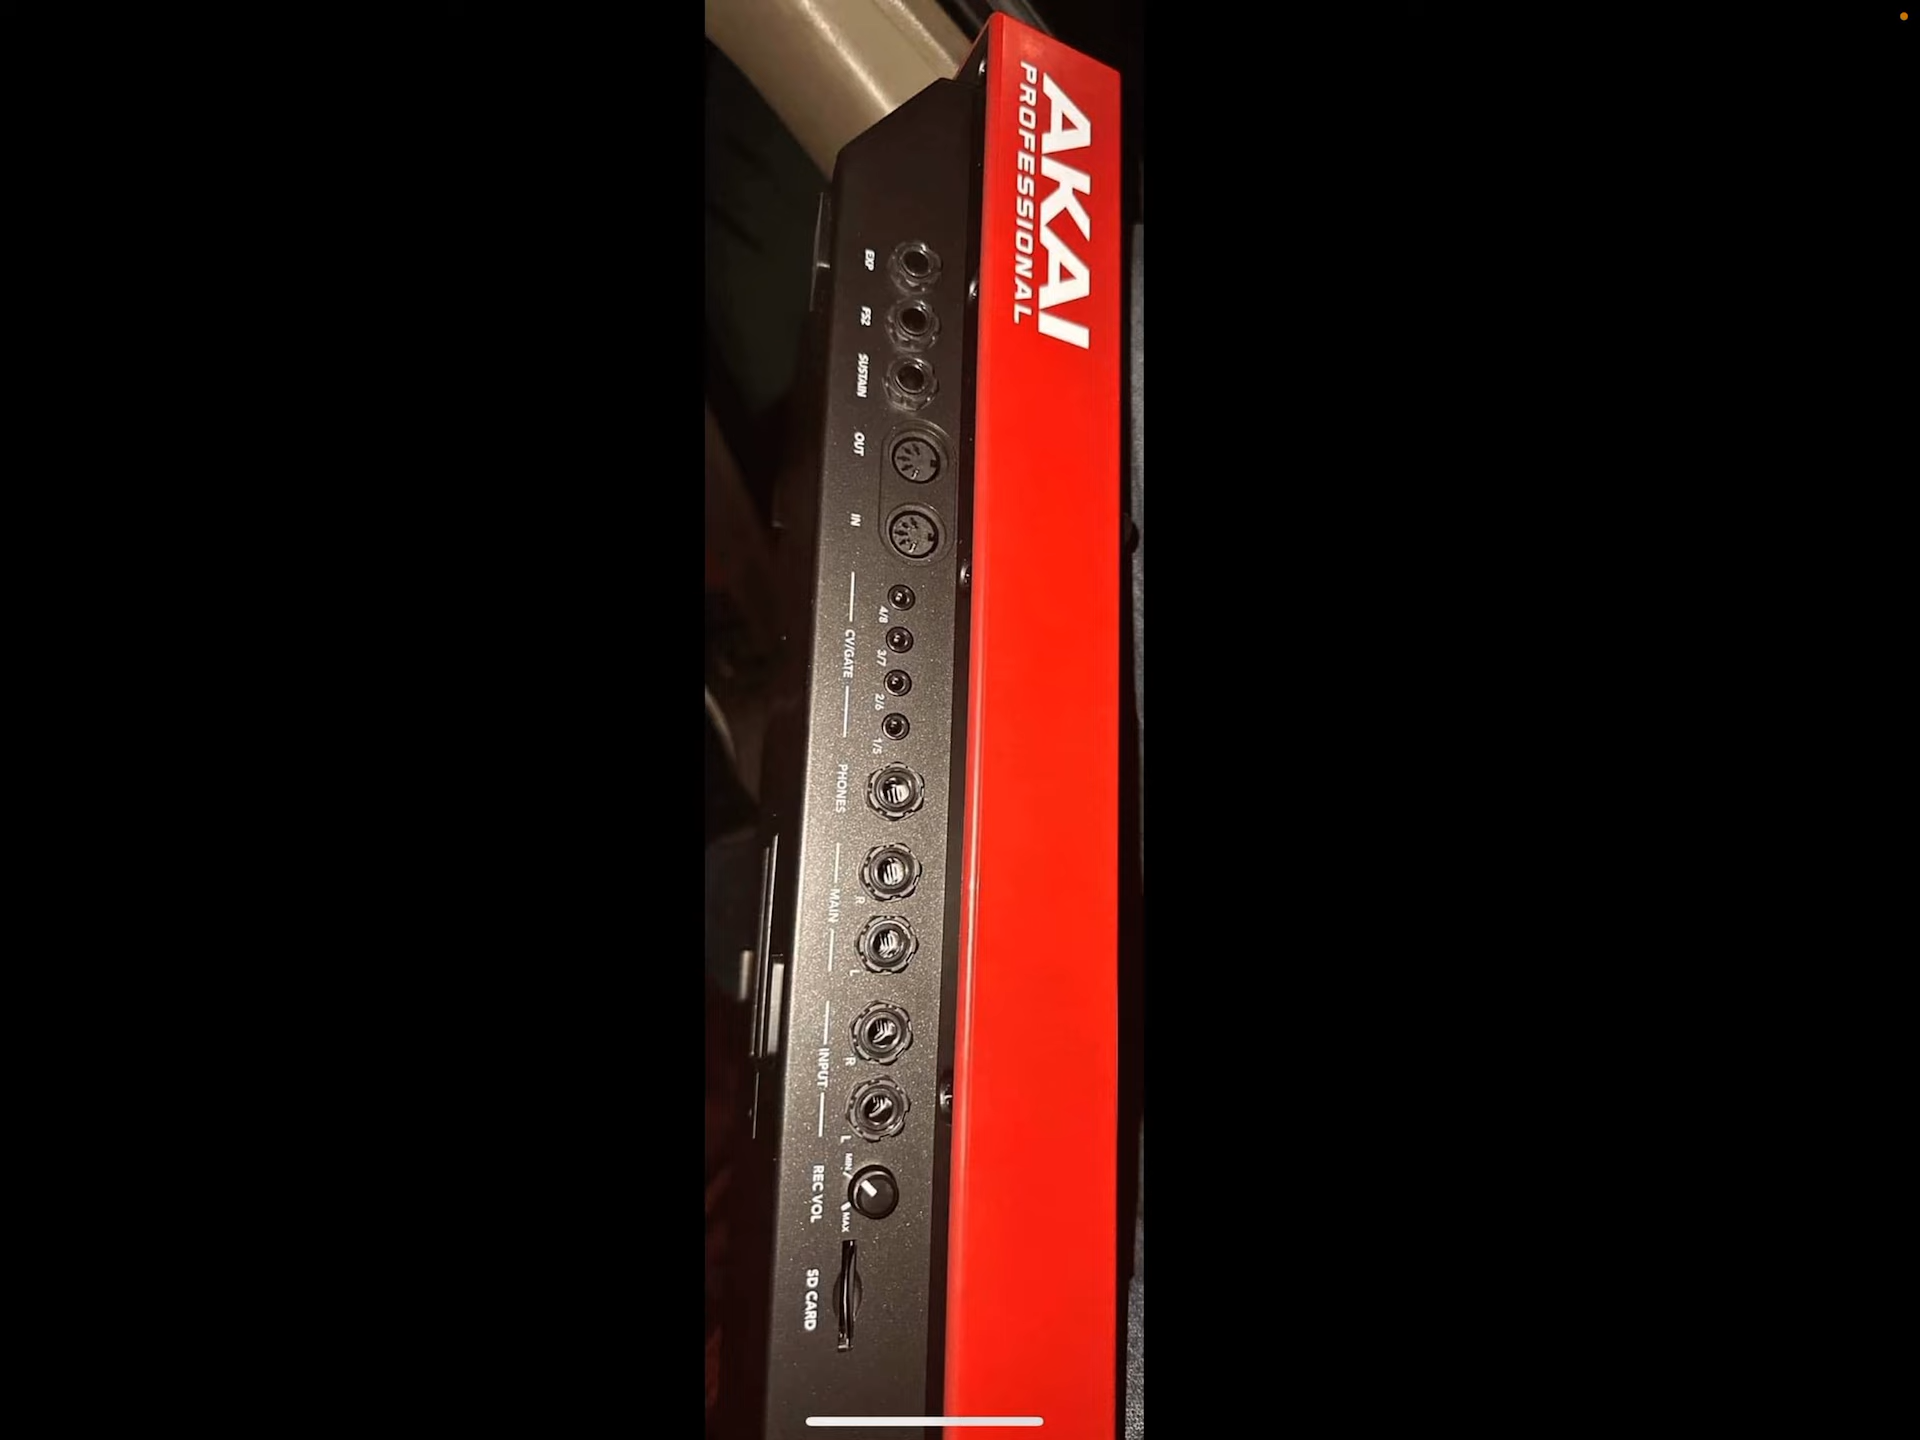 AKAI
PROFESSIONAL
EXP
FS2
SUSTAIN
OUT
IN
4/8
3/7
2/6
1/5
CV/GATE
PHONES
R
MAIN
L
R
INPUT
L
MIN
MAX
REC VOL
SD CARD